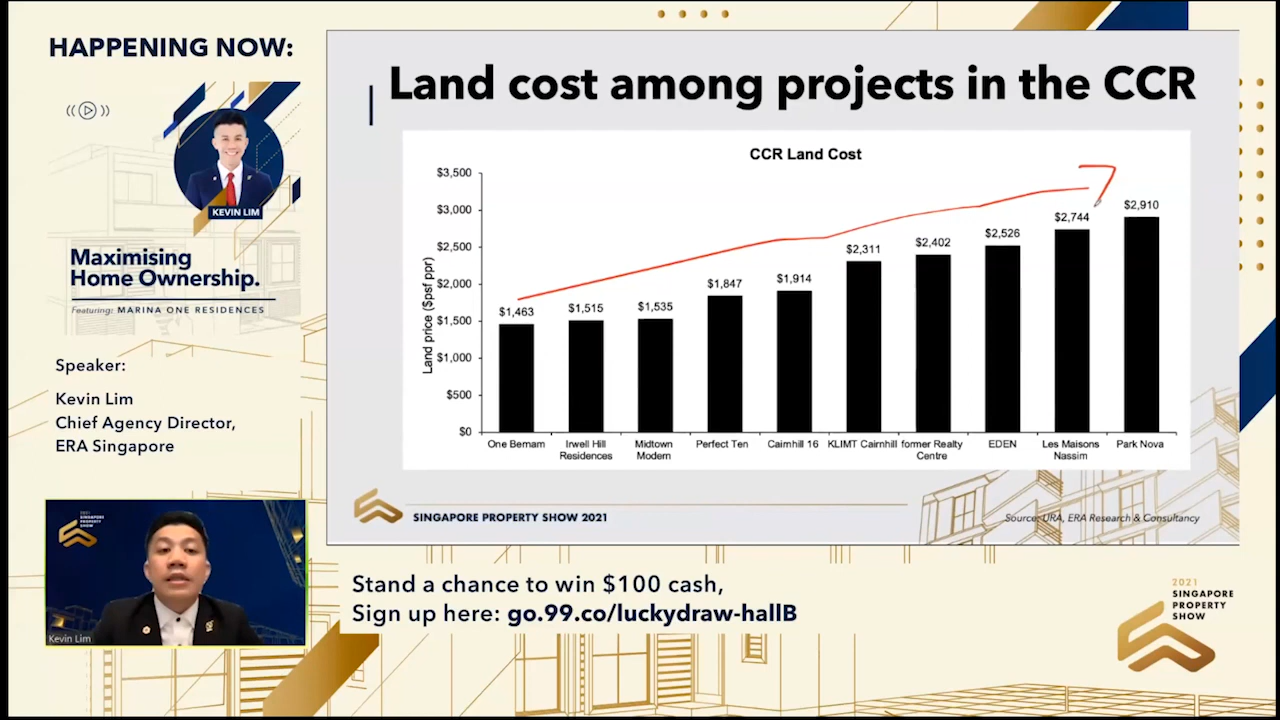 HAPPENING NOW:
KEVIN LIM
Maximising
Home Ownership.
Featuring: MARINA ONE RESIDENCES
Speaker:
Kevin Lim
Chief Agency Director,
ERA Singapore
2021
SINGAPORE
PROPERTY
SHOW
Kevin Lim
Land cost among projects in the CCR
CCR Land Cost
Land price ($psf ppr)
$3,500
$3,000
$2,500
$2,000
$1,500
$1,000
$500
$0
$1,463
$1,515
$1,535
$1,847
$1,914
$2,311
$2,402
$2,526
$2,744
$2,910
One Bernam
Irwell Hill
Residences
Midtown
Modern
Perfect Ten
Cairnhill 16
KLIMT Cairnhill
former Realty
Centre
EDEN
Les Maisons
Nassim
Park Nova
SINGAPORE PROPERTY SHOW 2021
Source: URA, ERA Research & Consultancy
Stand a chance to win $100 cash,
Sign up here: go.99.co/luckydraw-hallB
2021
SINGAPORE
PROPERTY
SHOW